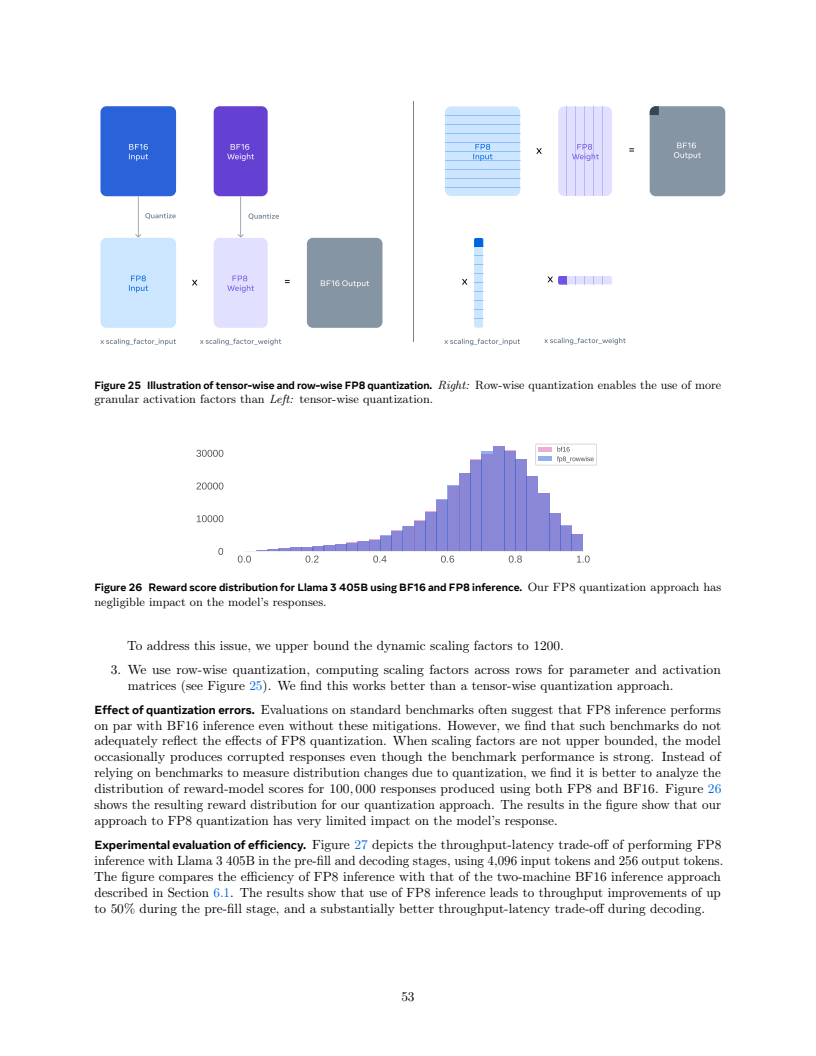 BF16
Input
BF16
Weight
Quantize
Quantize
FP8
Input
x
FP8
Weight
=
BF16 Output
x scaling_factor_input
x scaling_factor_weight
FP8
Input
x
FP8
Weight
=
BF16
Output
x
x
x scaling_factor_input
x scaling_factor_weight
Figure 25 Illustration of tensor-wise and row-wise FP8 quantization. Right: Row-wise quantization enables the use of more
granular activation factors than Left: tensor-wise quantization.
30000
20000
10000
0
0.0 0.2 0.4 0.6 0.8 1.0
bf16
fp8_rowwise
Figure 26 Reward score distribution for Llama 3 405B using BF16 and FP8 inference. Our FP8 quantization approach has
negligible impact on the model's responses.
To address this issue, we upper bound the dynamic scaling factors to 1200.
3. We use row-wise quantization, computing scaling factors across rows for parameter and activation
matrices (see Figure 25). We find this works better than a tensor-wise quantization approach.
Effect of quantization errors. Evaluations on standard benchmarks often suggest that FP8 inference performs
on par with BF16 inference even without these mitigations. However, we find that such benchmarks do not
adequately reflect the effects of FP8 quantization. When scaling factors are not upper bounded, the model
occasionally produces corrupted responses even though the benchmark performance is strong. Instead of
relying on benchmarks to measure distribution changes due to quantization, we find it is better to analyze the
distribution of reward-model scores for 100,000 responses produced using both FP8 and BF16. Figure 26
shows the resulting reward distribution for our quantization approach. The results in the figure show that our
approach to FP8 quantization has very limited impact on the model's response.
Experimental evaluation of efficiency. Figure 27 depicts the throughput-latency trade-off of performing FP8
inference with Llama 3 405B in the pre-fill and decoding stages, using 4,096 input tokens and 256 output tokens.
The figure compares the efficiency of FP8 inference with that of the two-machine BF16 inference approach
described in Section 6.1. The results show that use of FP8 inference leads to throughput improvements of up
to 50% during the pre-fill stage, and a substantially better throughput-latency trade-off during decoding.
53